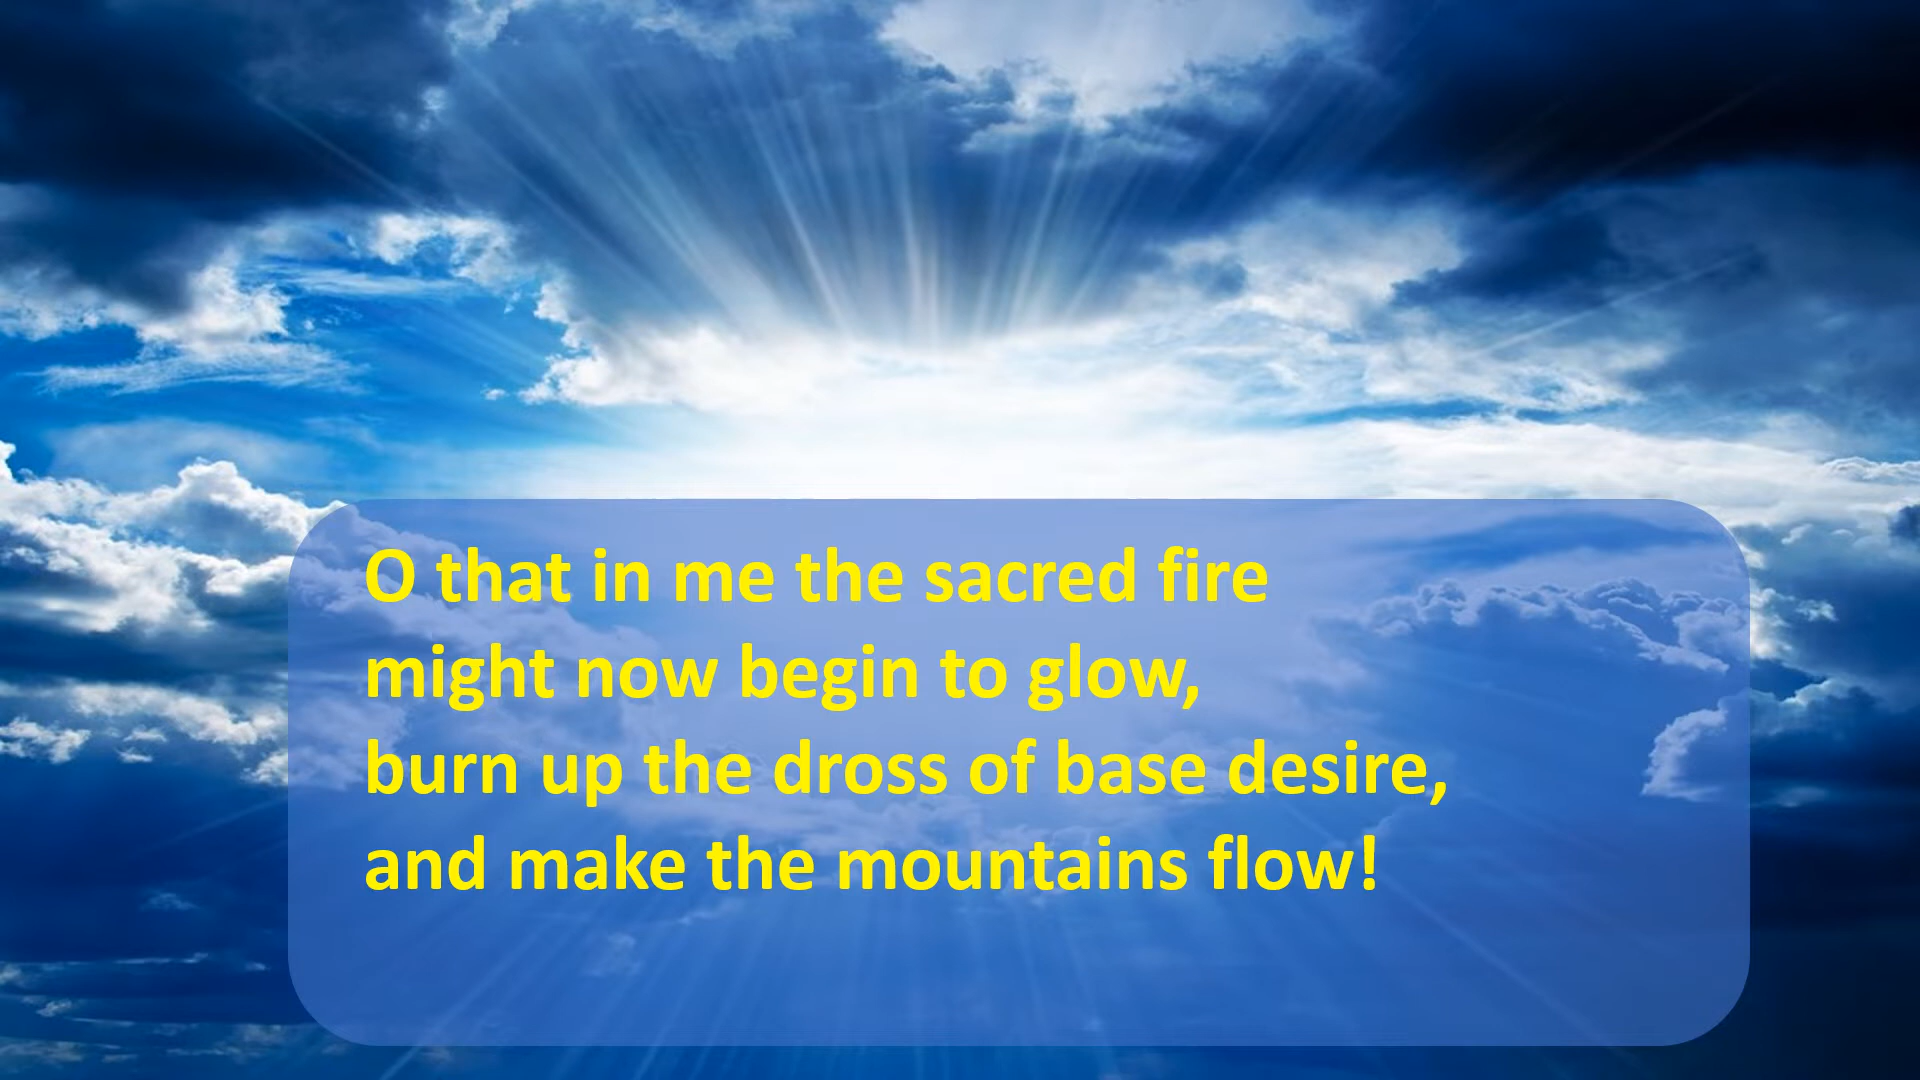 O that in me the sacred fire
might now begin to glow,
burn up the dross of base desire,
and make the mountains flow!